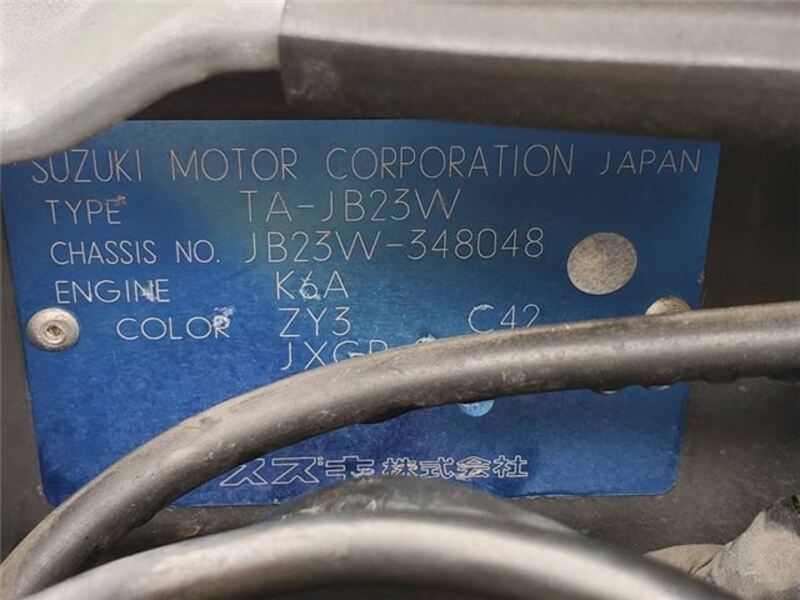 SUZUKI MOTOR CORPORATION JAPAN
TYPE TA-JB23W
CHASSIS NO. JB23W-348048
ENGINE K6A
COLOR ZY3 C42
スズキ株式会社